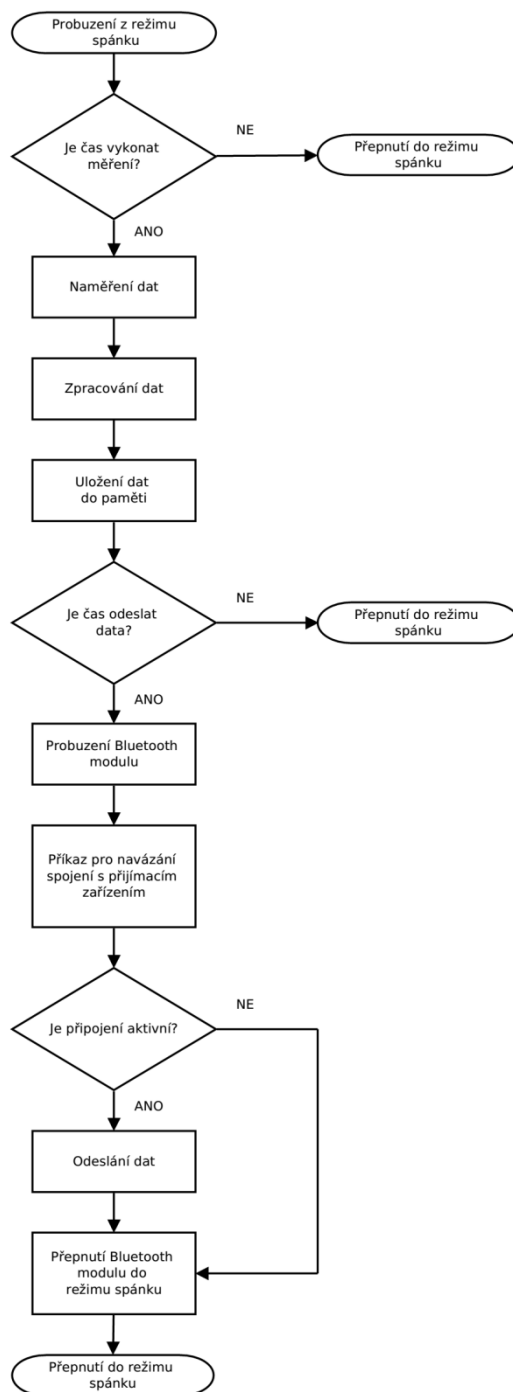 Probuzení z režimu
spánku
Je čas vykonat
měření?
NE
Přepnutí do režimu
spánku
ANO
Naměření dat
Zpracování dat
Uložení dat
do paměti
Je čas odeslat
data?
NE
Přepnutí do režimu
spánku
ANO
Probuzení Bluetooth
modulu
Příkaz pro navázání
spojení s přijímacím
zařízením
Je připojení aktivní?
NE
ANO
Odeslání dat
Přepnutí Bluetooth
modulu do
režimu spánku
Přepnutí do režimu
spánku